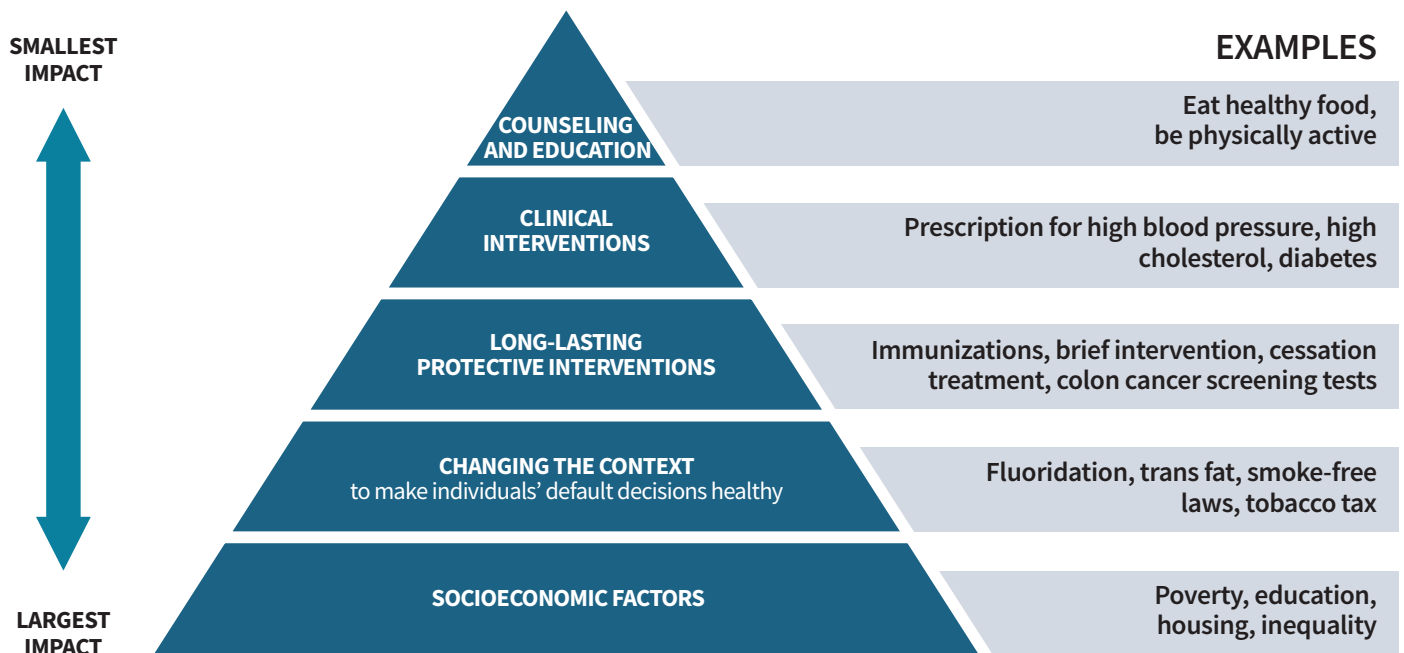 SMALLEST
IMPACT
EXAMPLES
COUNSELING
AND EDUCATION
Eat healthy food,
be physically active
CLINICAL
INTERVENTIONS
Prescription for high blood pressure, high
cholesterol, diabetes
LONG-LASTING
PROTECTIVE INTERVENTIONS
Immunizations, brief intervention, cessation
treatment, colon cancer screening tests
CHANGING THE CONTEXT
to make individuals’ default decisions healthy
Fluoridation, trans fat, smoke-free
laws, tobacco tax
SOCIOECONOMIC FACTORS
Poverty, education,
housing, inequality
LARGEST
IMPACT